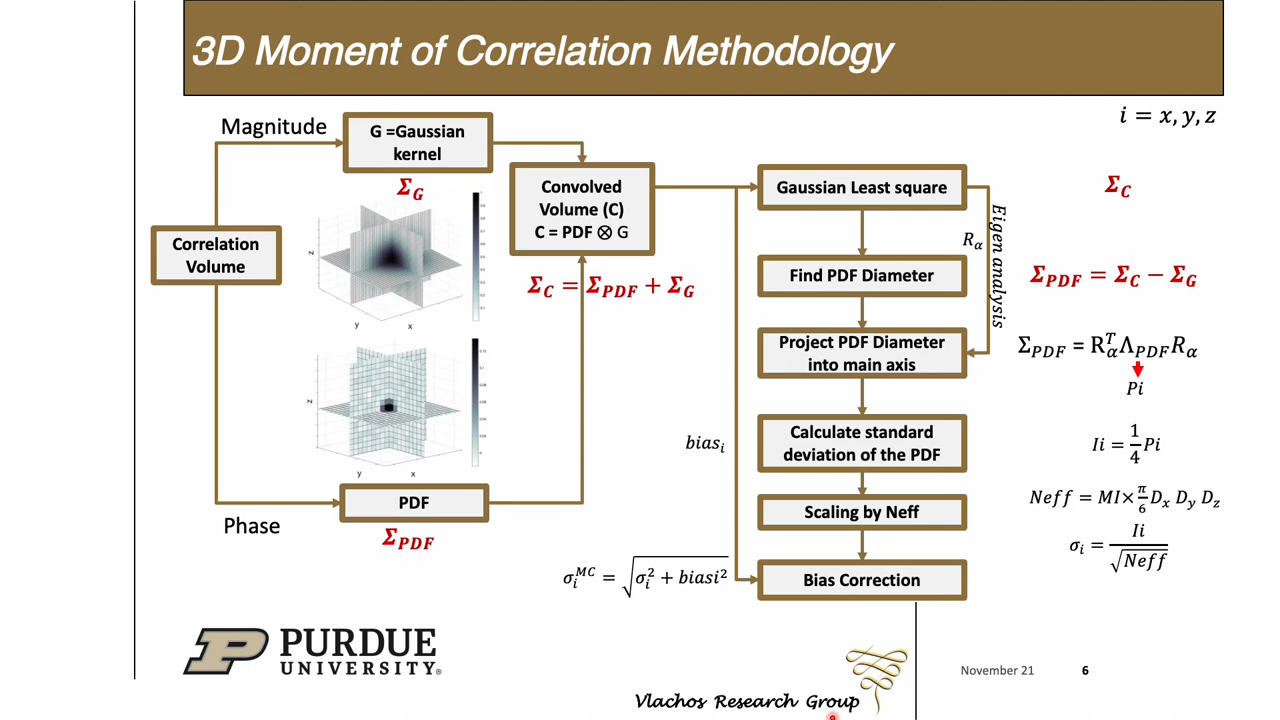 3D Moment of Correlation Methodology
i = x, y, z
Magnitude
G =Gaussian
kernel
Σ_G
Correlation
Volume
Convolved
Volume (C)
C = PDF ⊗ G
Σ_C = Σ_PDF + Σ_G
z
y
x
z
y
x
Phase
PDF
Σ_PDF
Gaussian Least square
R_α
Eigen analysis
Find PDF Diameter
Project PDF Diameter
into main axis
Calculate standard
deviation of the PDF
Scaling by Neff
Bias Correction
bias_i
σ_i^MC = √(σ_i^2 + biasi^2)
Σ_C
Σ_PDF = Σ_C − Σ_G
Σ_PDF = R_α^T Λ_PDF R_α
Pi
Ii = 1/4 Pi
Neff = MI× π/6 D_x D_y D_z
σ_i = Ii/√Neff
P
PURDUE
UNIVERSITY®
Vlachos Research Group
November 21
6